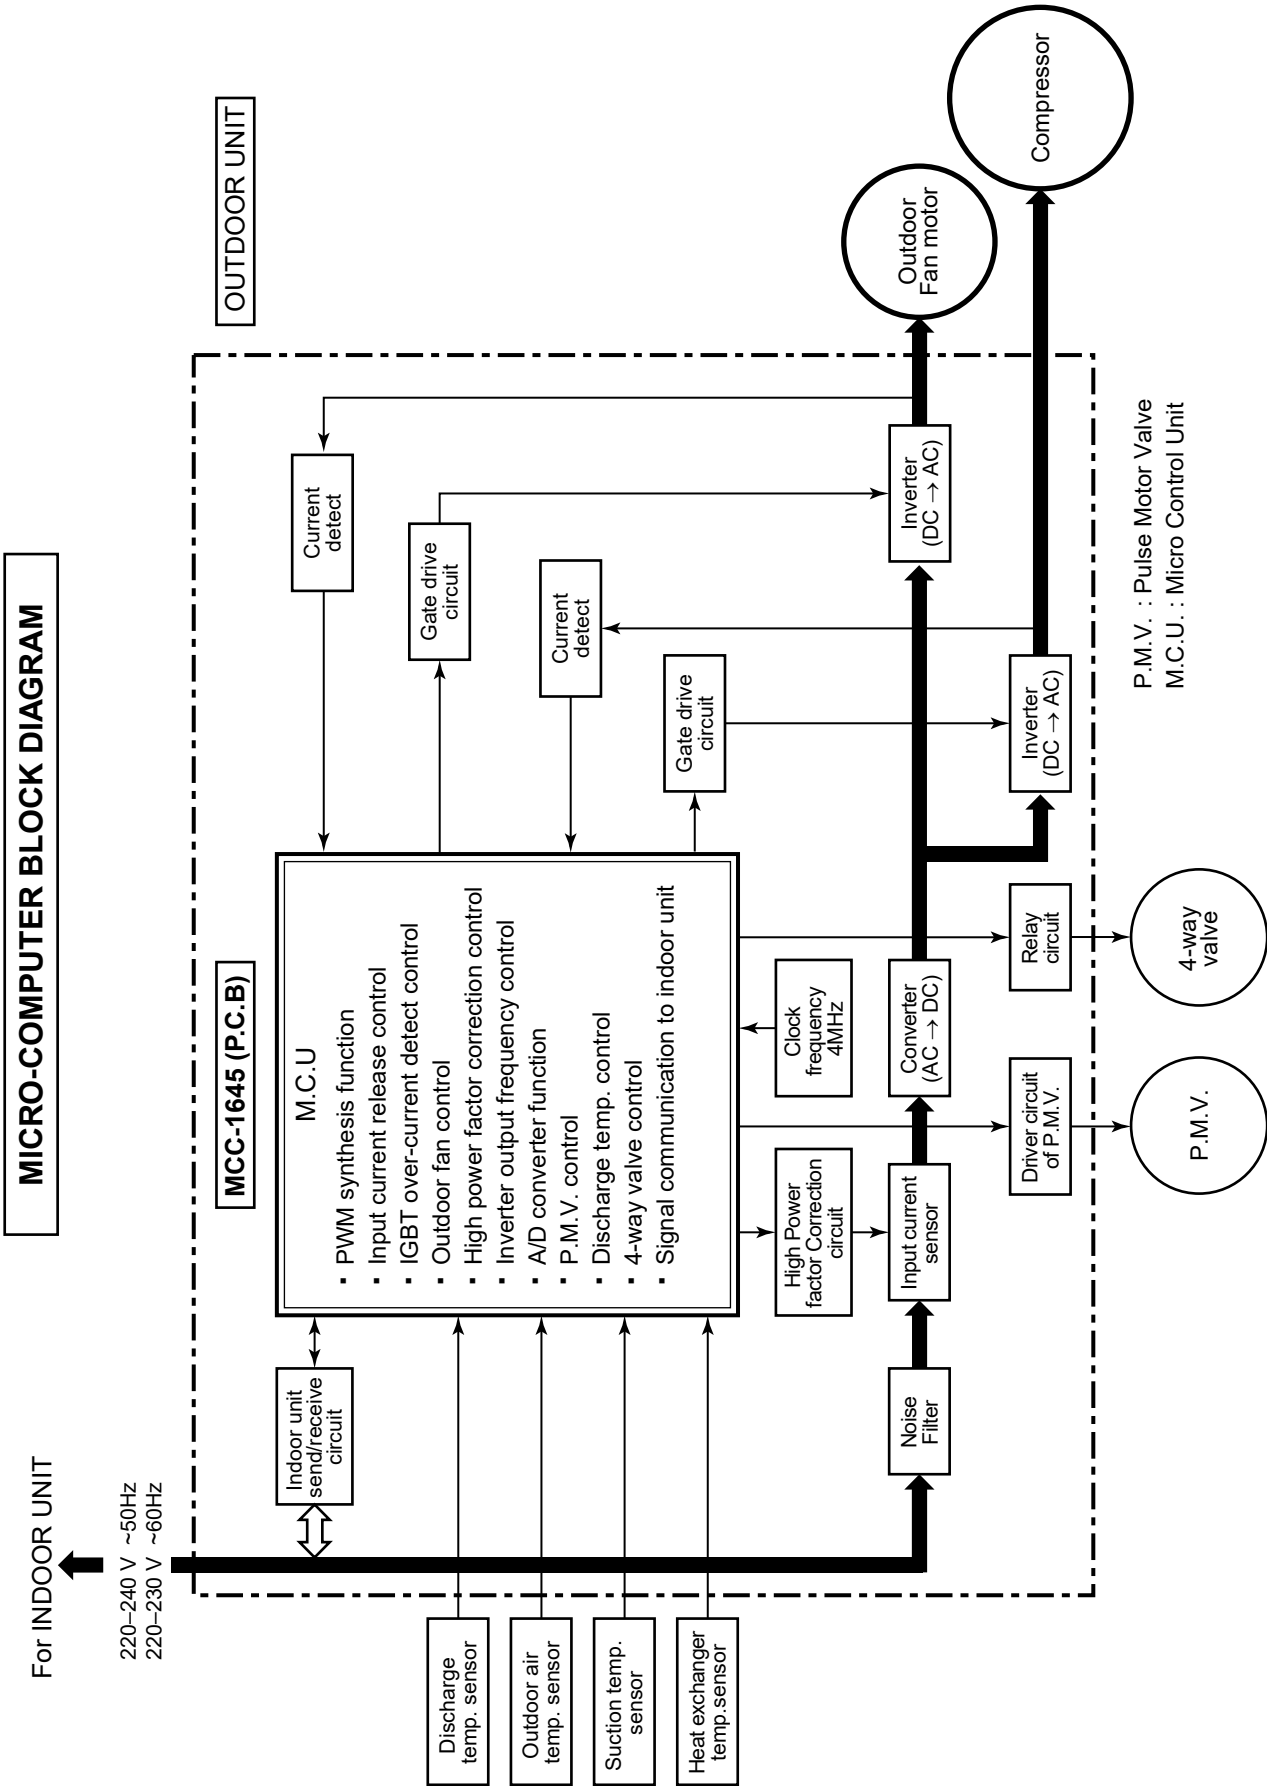 MICRO-COMPUTER BLOCK DIAGRAM
For INDOOR UNIT
220–240 V ~50Hz
220–230 V ~60Hz
OUTDOOR UNIT
MCC-1645 (P.C.B)
Indoor unit
send/receive
circuit
M.C.U
▪ PWM synthesis function
▪ Input current release control
▪ IGBT over-current detect control
▪ Outdoor fan control
▪ High power factor correction control
▪ Inverter output frequency control
▪ A/D converter function
▪ P.M.V. control
▪ Discharge temp. control
▪ 4-way valve control
▪ Signal communication to indoor unit
Current
detect
Gate drive
circuit
Current
detect
Gate drive
circuit
Discharge
temp. sensor
Outdoor air
temp. sensor
Suction temp.
sensor
Heat exchanger
temp.sensor
High Power
factor Correction
circuit
Clock
frequency
4MHz
Noise
Filter
Input current
sensor
Converter
(AC → DC)
Inverter
(DC → AC)
Outdoor
Fan motor
Driver circuit
of P.M.V.
Relay
circuit
Inverter
(DC → AC)
Compressor
P.M.V.
4-way
valve
P.M.V. : Pulse Motor Valve
M.C.U. : Micro Control Unit